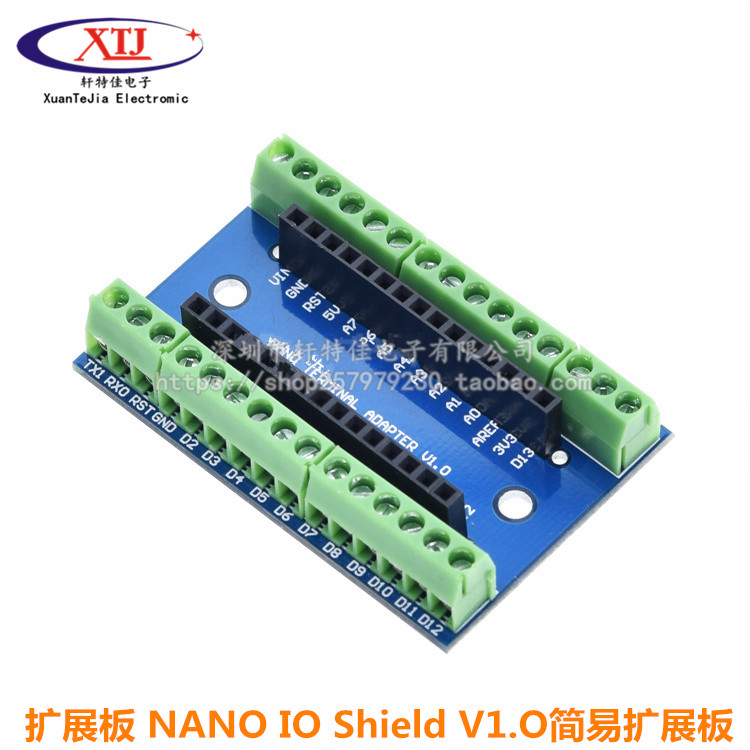 XTJ
轩特佳电子
XuanTeJia Electromic
VIN
GND
RST
5V
A7
A6
A3
A2
A1
A0
AREF
3V3
D13
深圳市轩特佳电子有限公司
https://shop057979230.taobao.com/
NANO TERMINAL ADAPTER V1.0
TX1 RX0 RST GND D2 D3 D4 D5 D6 D7 D8 D9 D10 D11 D12
扩展板 NANO IO Shield V1.O简易扩展板